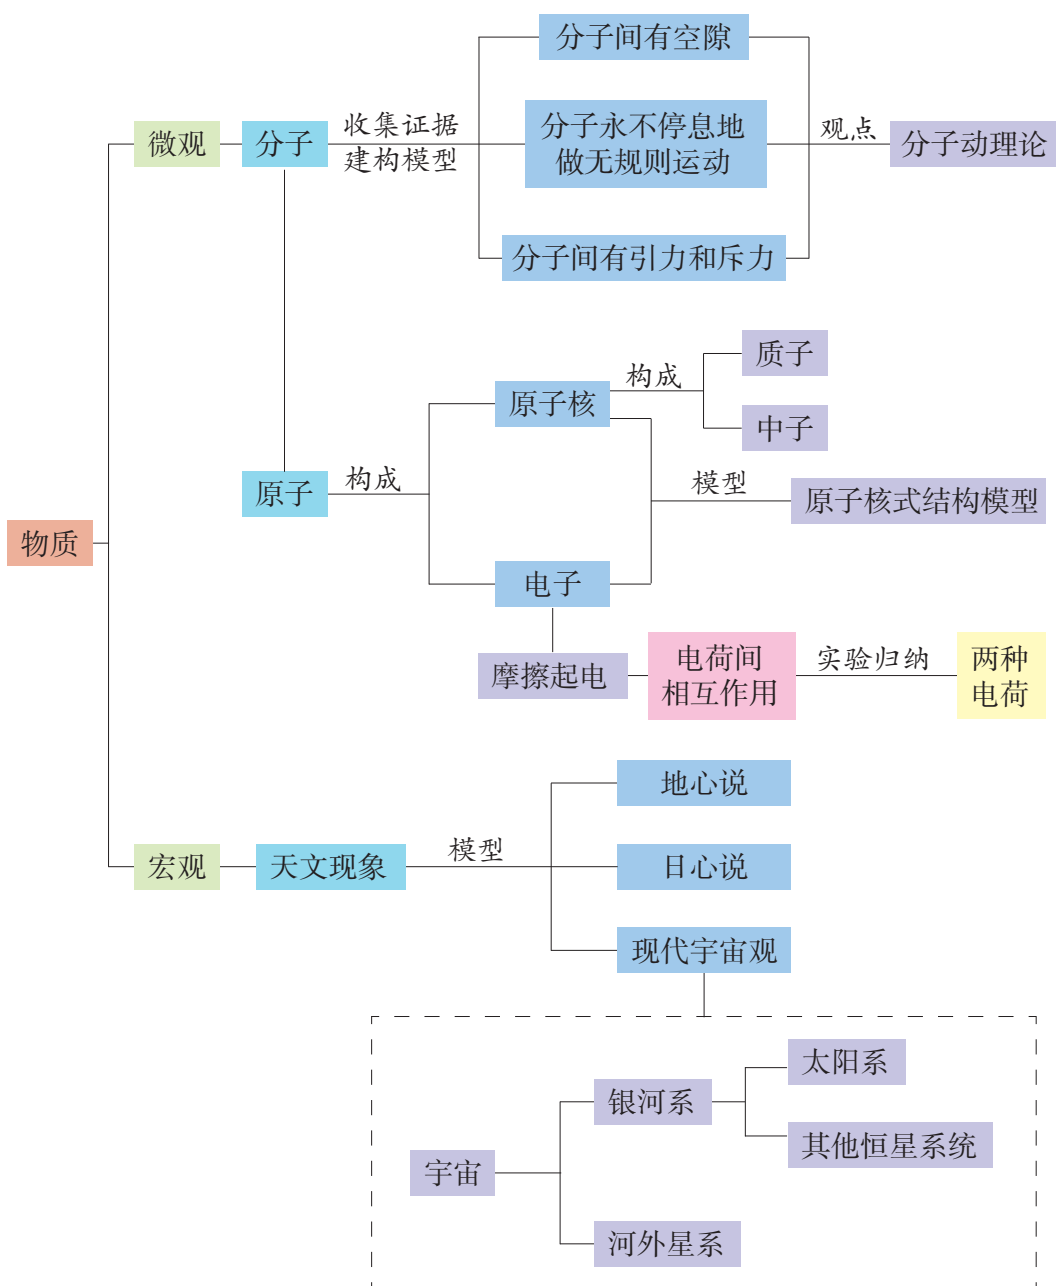 分子间有空隙
微观
分子
收集证据
建构模型
分子永不停息地
做无规则运动
观点
分子动理论
分子间有引力和斥力
质子
构成
原子核
中子
原子
构成
模型
原子核式结构模型
物质
电子
摩擦起电
电荷间
相互作用
实验归纳
两种
电荷
地心说
宏观
天文现象
模型
日心说
现代宇宙观
太阳系
银河系
其他恒星系统
宇宙
河外星系